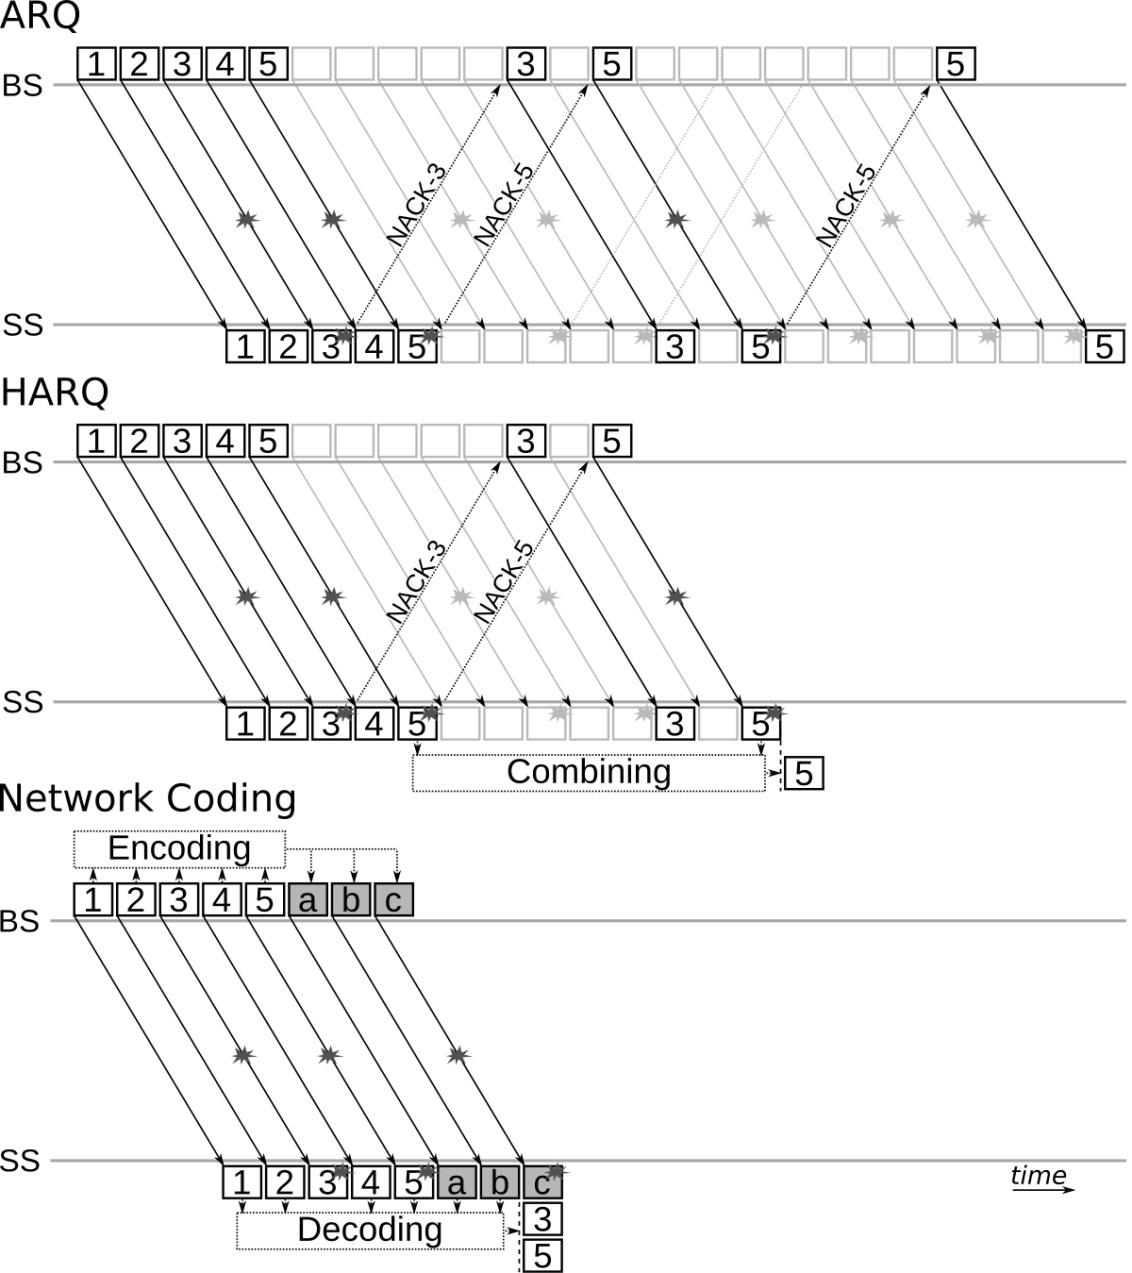 ARQ
1 2 3 4 5 3 5 5
BS
NACK-3 NACK-5 NACK-5
SS
1 2 3 4 5 3 5 5
HARQ
1 2 3 4 5 3 5
BS
NACK-3 NACK-5
SS
1 2 3 4 5 3 5
Combining 5
Network Coding
Encoding
1 2 3 4 5 a b c
BS
SS
time
1 2 3 4 5 a b c
Decoding 3
5